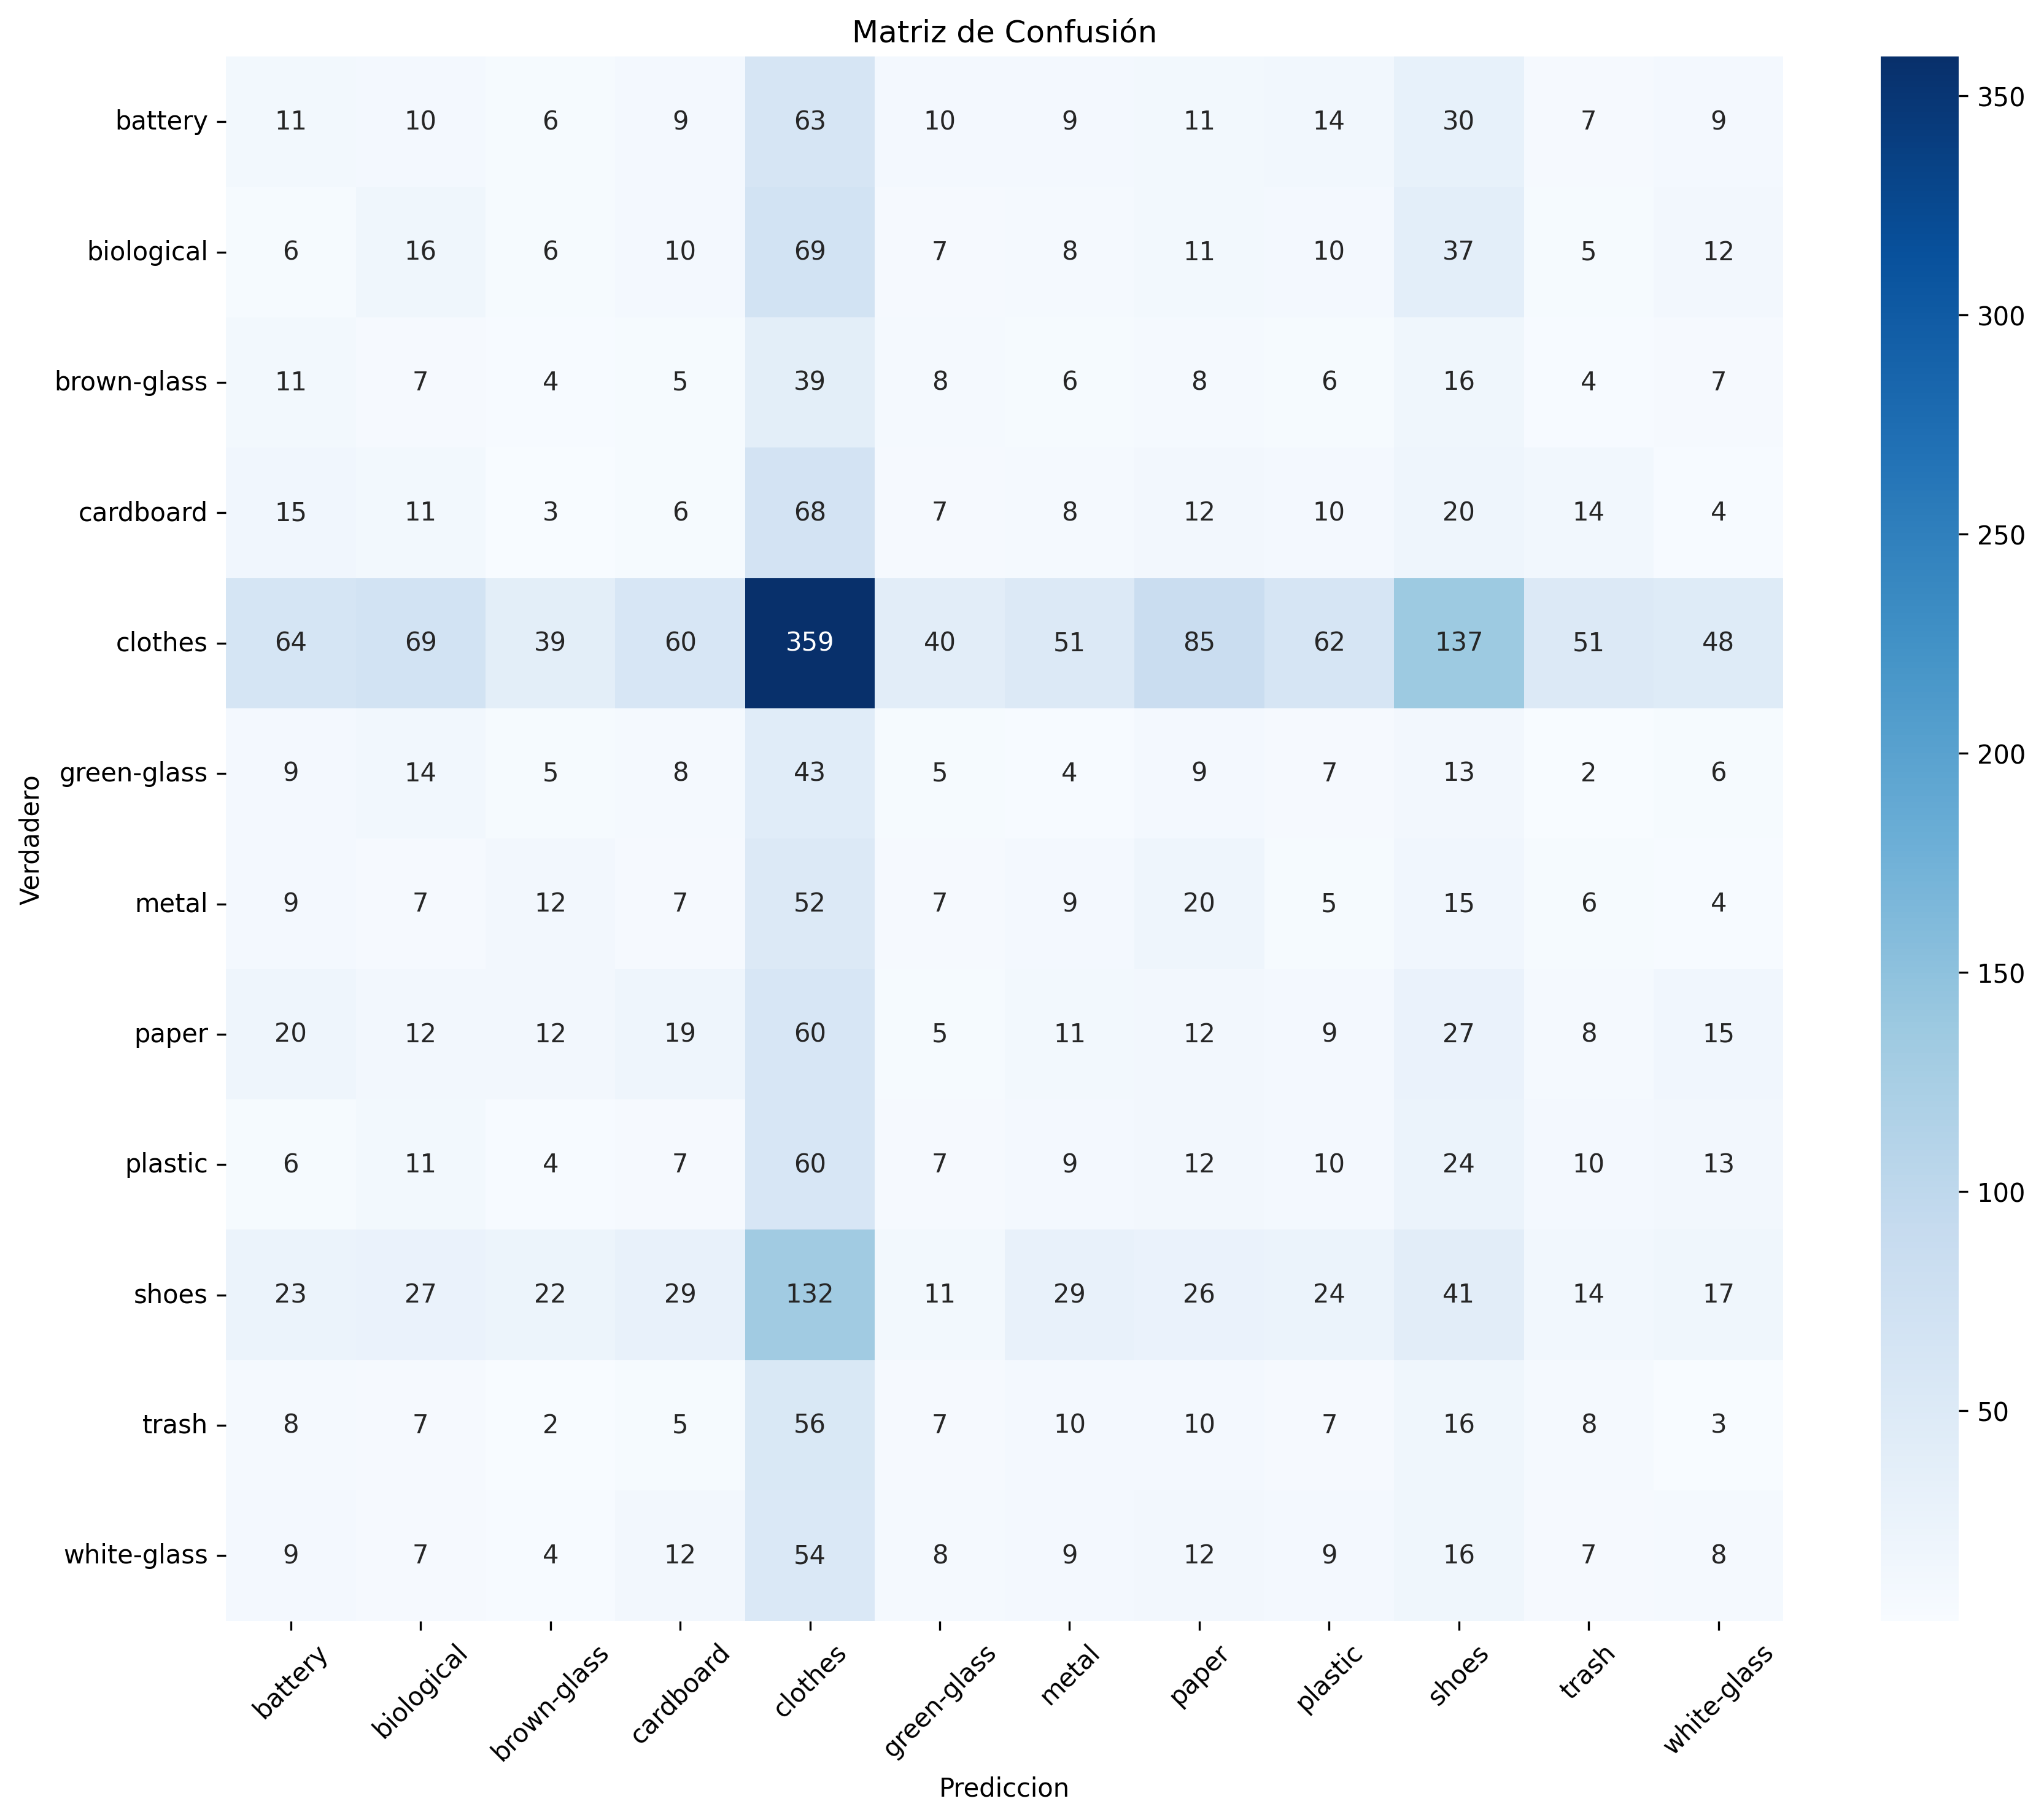 Matriz de Confusión
battery 11 10 6 9 63 10 9 11 14 30 7 9
biological 6 16 6 10 69 7 8 11 10 37 5 12
brown-glass 11 7 4 5 39 8 6 8 6 16 4 7
cardboard 15 11 3 6 68 7 8 12 10 20 14 4
clothes 64 69 39 60 359 40 51 85 62 137 51 48
green-glass 9 14 5 8 43 5 4 9 7 13 2 6
metal 9 7 12 7 52 7 9 20 5 15 6 4
paper 20 12 12 19 60 5 11 12 9 27 8 15
plastic 6 11 4 7 60 7 9 12 10 24 10 13
shoes 23 27 22 29 132 11 29 26 24 41 14 17
trash 8 7 2 5 56 7 10 10 7 16 8 3
white-glass 9 7 4 12 54 8 9 12 9 16 7 8
battery biological brown-glass cardboard clothes green-glass metal paper plastic shoes trash white-glass
Prediccion
Verdadero
350
300
250
200
150
100
50